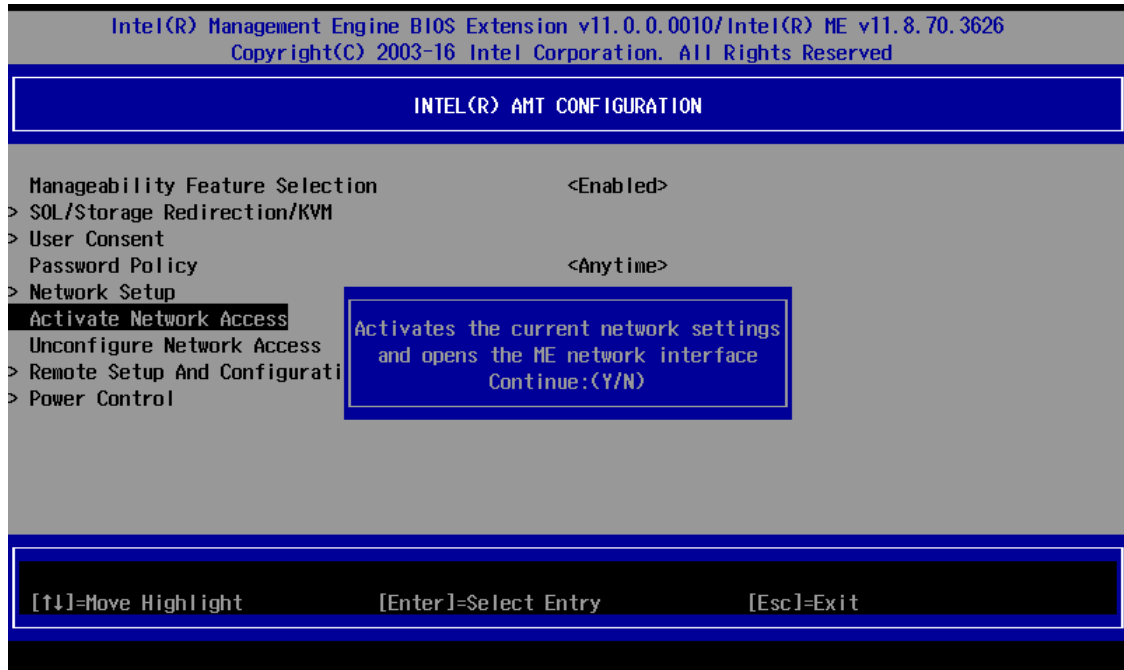 Intel(R) Management Engine BIOS Extension v11.0.0.0010/Intel(R) ME v11.8.70.3626
Copyright(C) 2003-16 Intel Corporation. All Rights Reserved
INTEL(R) AMT CONFIGURATION
Manageability Feature Selection <Enabled>
> SOL/Storage Redirection/KVM
> User Consent
Password Policy <Anytime>
> Network Setup
Activate Network Access
Unconfigure Network Access
> Remote Setup And Configurati
> Power Control
Activates the current network settings
and opens the ME network interface
Continue:(Y/N)
[↑↓]=Move Highlight [Enter]=Select Entry [Esc]=Exit